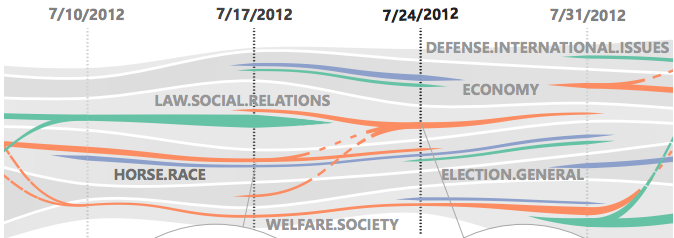 7/10/2012 7/17/2012 7/24/2012 7/31/2012
DEFENSE.INTERNATIONAL.ISSUES
ECONOMY
LAW.SOCIAL.RELATIONS
HORSE.RACE
ELECTION.GENERAL
WELFARE.SOCIETY